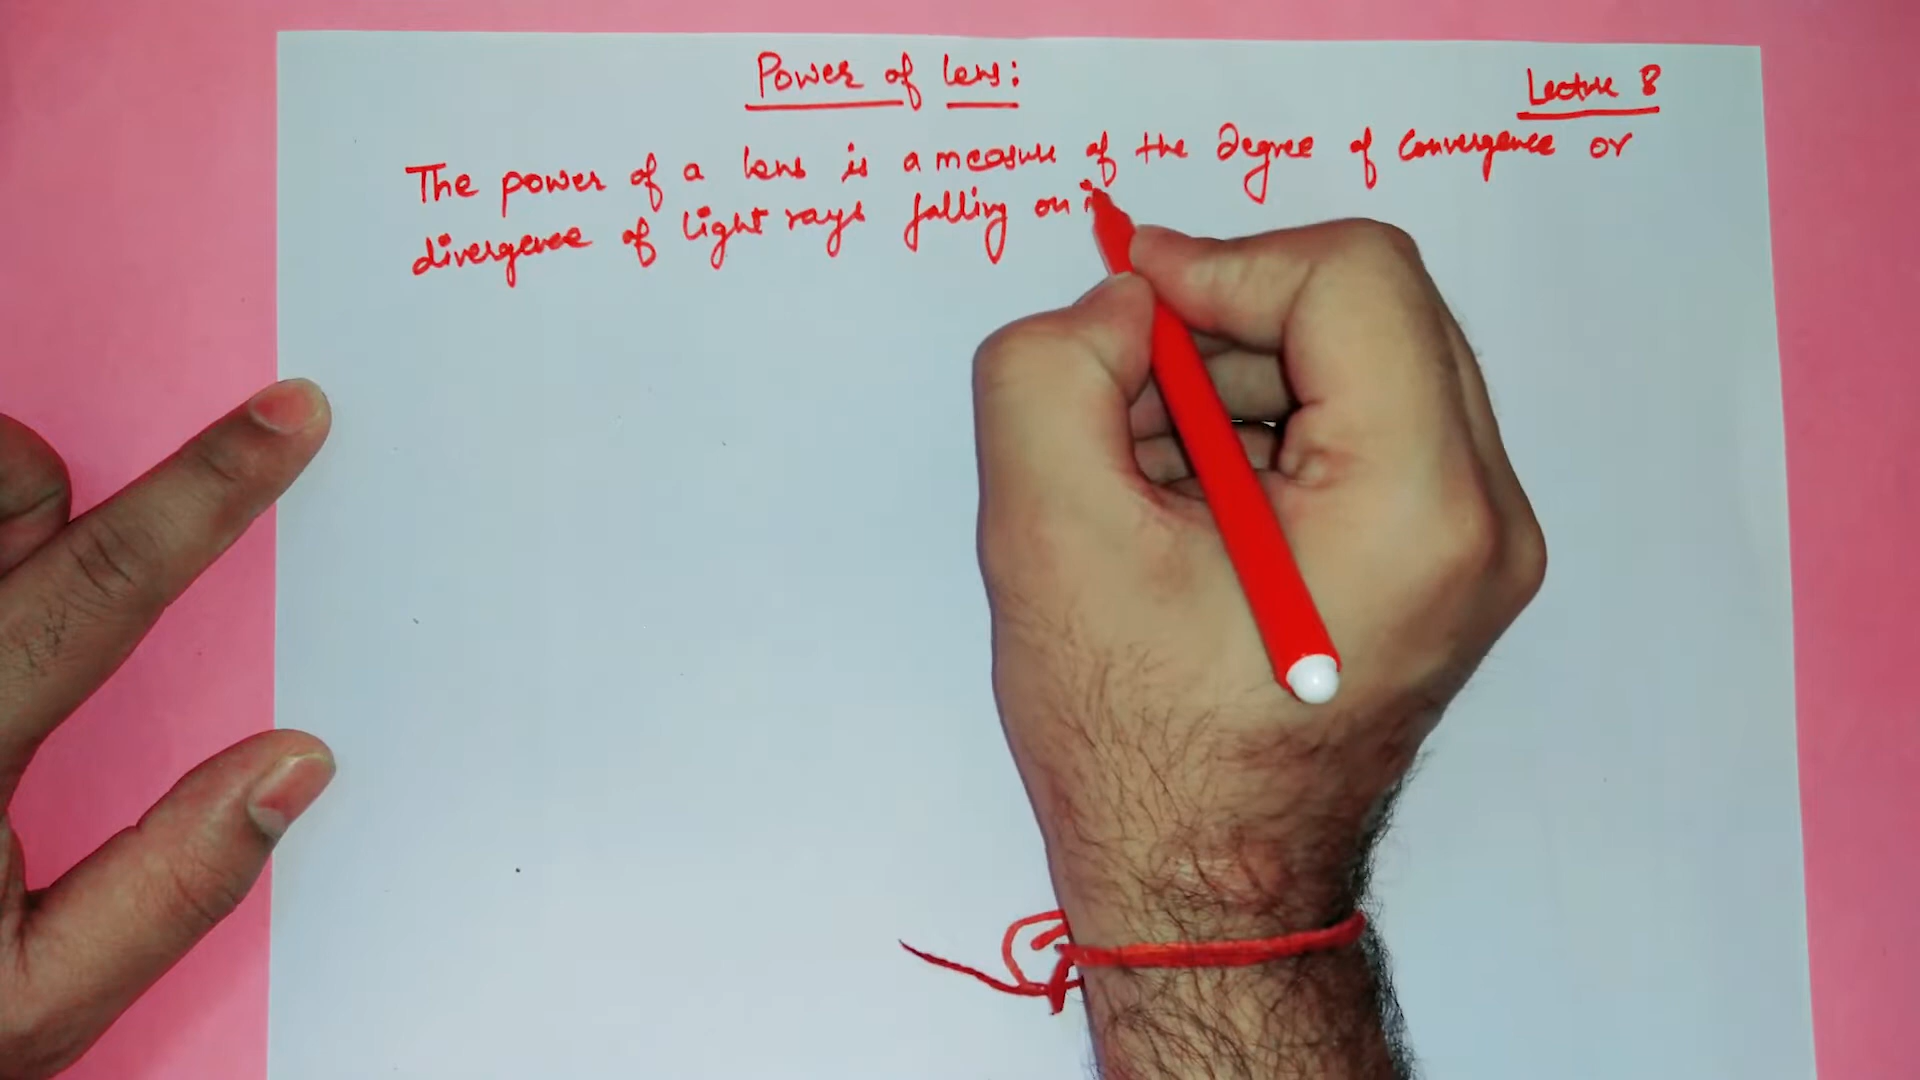 Power of lens:
Lecture 8
The power of a lens is a measure of the Degree of Convergence or
divergence of light rays falling on i